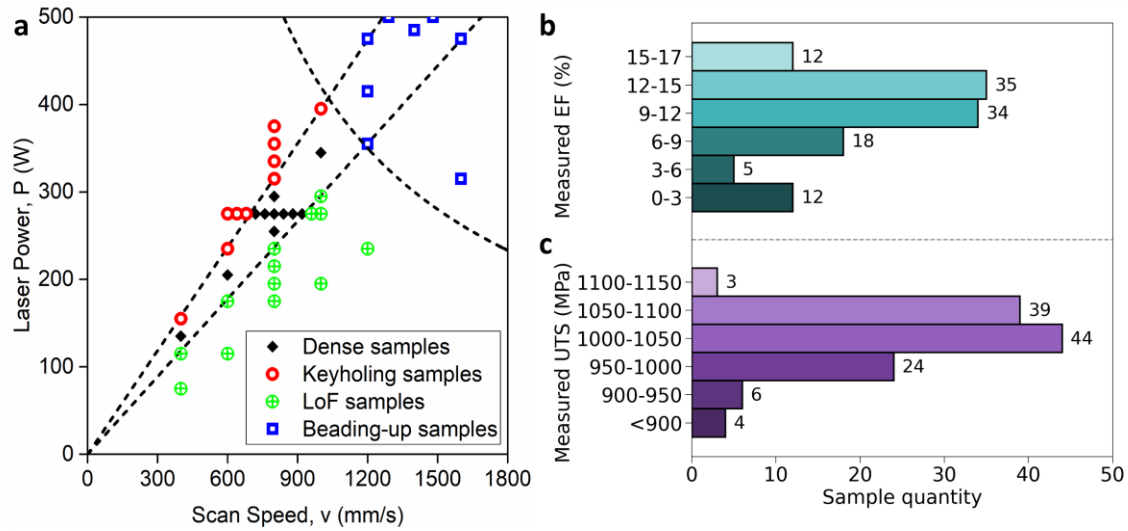 a
500
400
300
200
100
0
Laser Power, P (W)
Dense samples
Keyholing samples
LoF samples
Beading-up samples
0 300 600 900 1200 1500 1800
Scan Speed, v (mm/s)
b
Measured EF (%)
15-17 12
12-15 35
9-12 34
6-9 18
3-6 5
0-3 12
c
Measured UTS (MPa)
1100-1150 3
1050-1100 39
1000-1050 44
950-1000 24
900-950 6
<900 4
0 10 20 30 40 50
Sample quantity